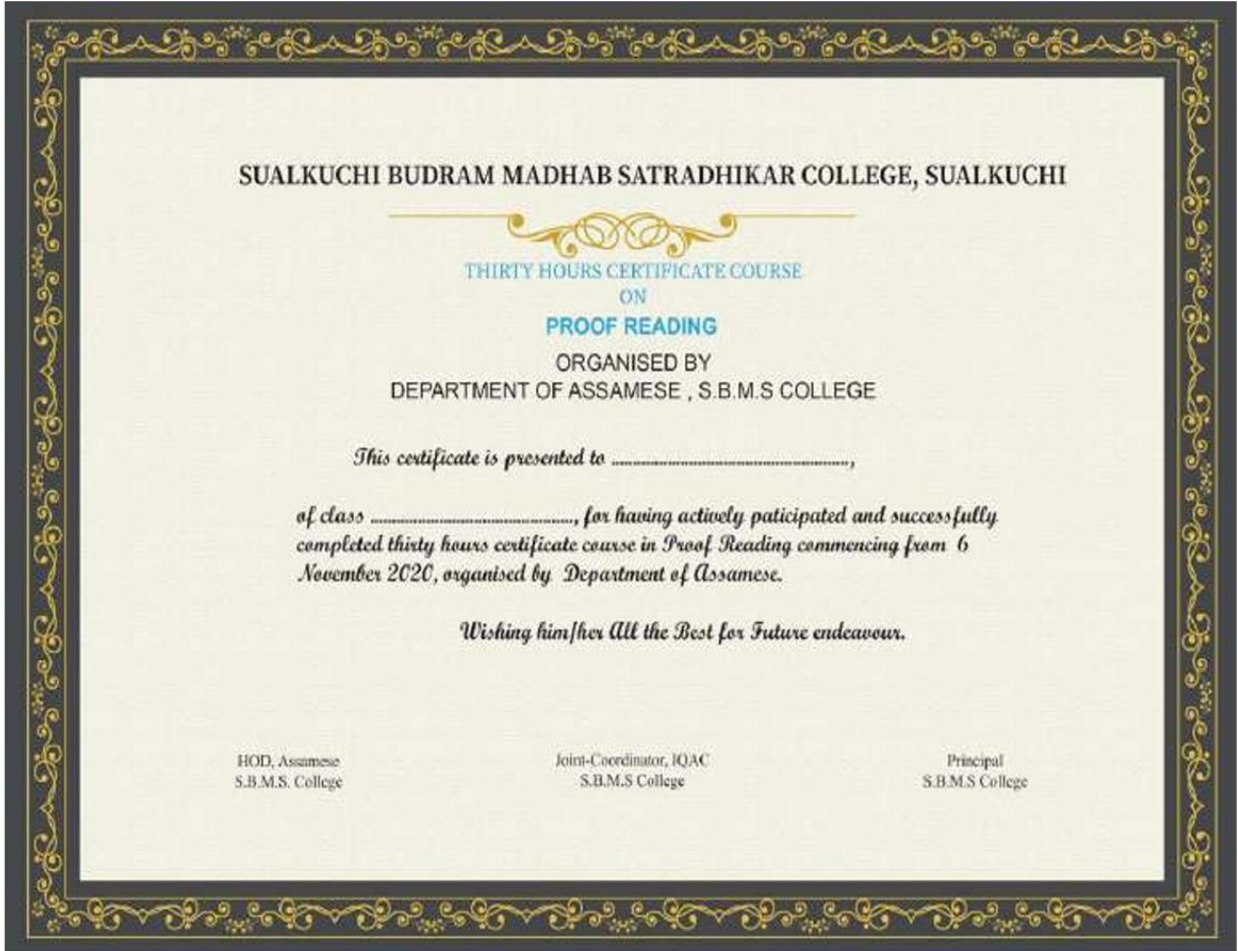 SUALKUCHI BUDRAM MADHAB SATRADHIKAR COLLEGE, SUALKUCHI
THIRTY HOURS CERTIFICATE COURSE
ON
PROOF READING
ORGANISED BY
DEPARTMENT OF ASSAMESE , S.B.M.S COLLEGE
This certificate is presented to ......................................................,
of class ..............................................., for having actively paticipated and successfully
completed thirty hours certificate course in Proof Reading commencing from 6
November 2020, organised by Department of Assamese.
Wishing him/her All the Best for Future endeavour.
HOD, Assamese
S.B.M.S. College
Joint-Coordinator, IQAC
S.B.M.S College
Principal
S.B.M.S College